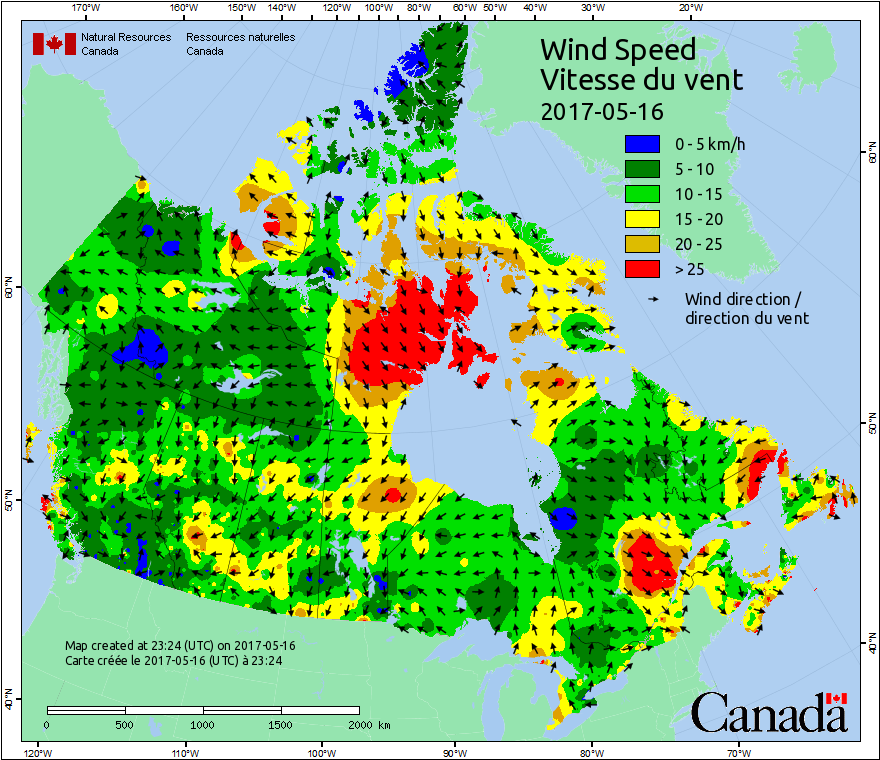 170°W 160°W 150°W 140°W 130°W 120°W 110°W 100°W 90°W 80°W 70°W 60°W 50°W 40°W 30°W 20°W
Natural Resources Ressources naturelles
Canada Canada
Wind Speed
Vitesse du vent
2017-05-16
0 - 5 km/h
5 - 10
10 - 15
15 - 20
20 - 25
> 25
Wind direction /
direction du vent
60°N
60°N
50°N
50°N
40°N
40°N
Map created at 23:24 (UTC) on 2017-05-16
Carte créée le 2017-05-16 (UTC) à 23:24
0 500 1000 1500 2000 km
Canada
120°W 110°W 100°W 90°W 80°W 70°W